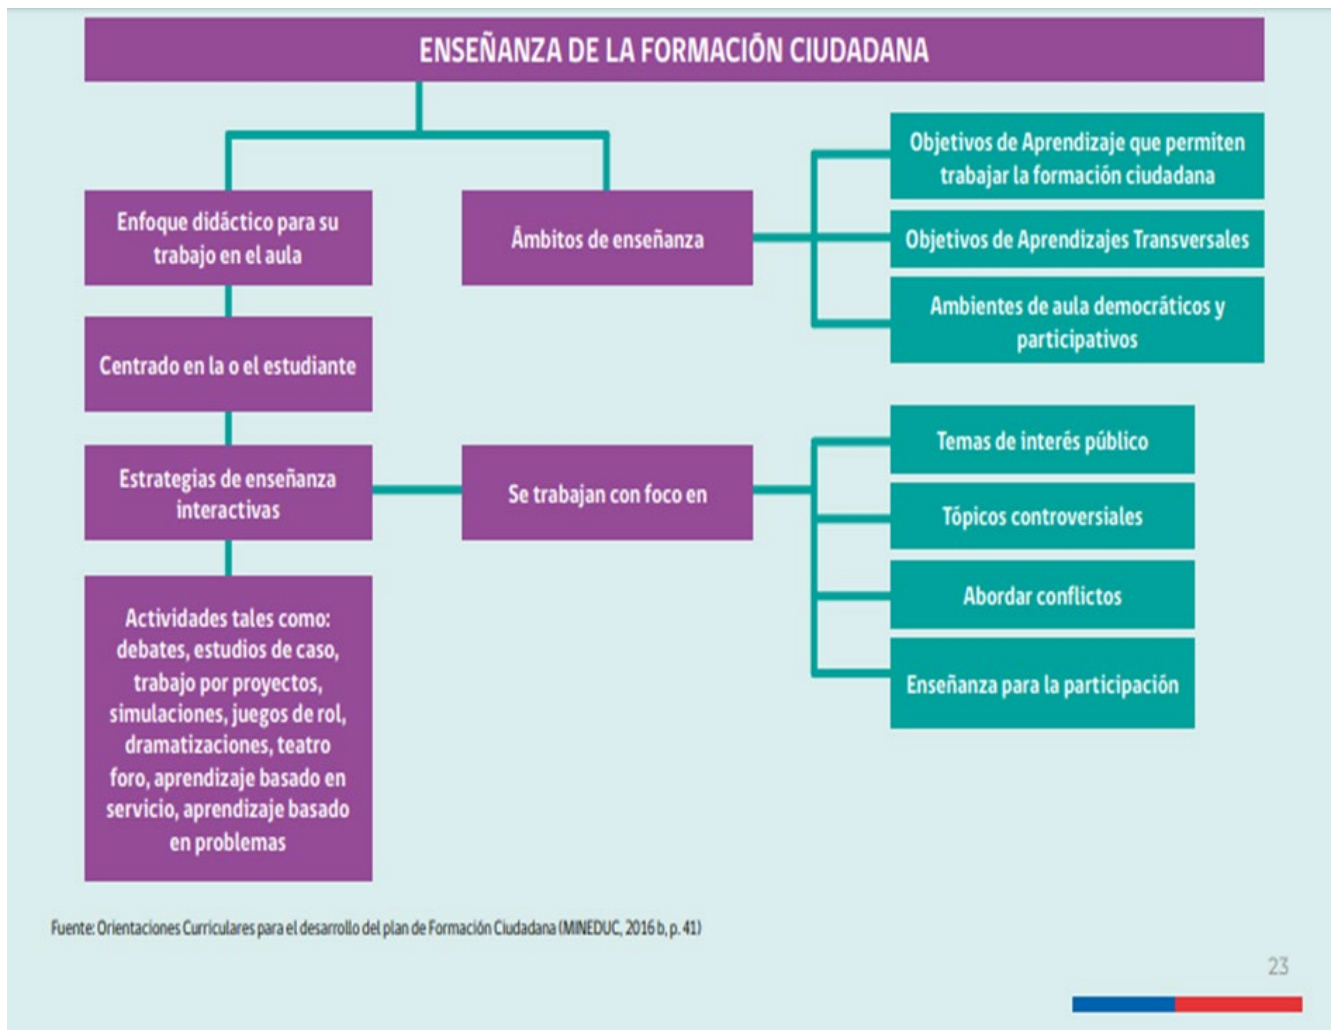 ENSEÑANZA DE LA FORMACIÓN CIUDADANA
Enfoque didáctico para su
trabajo en el aula
Centrado en la o el estudiante
Estrategias de enseñanza
interactivas
Actividades tales como:
debates, estudios de caso,
trabajo por proyectos,
simulaciones, juegos de rol,
dramatizaciones, teatro
foro, aprendizaje basado en
servicio, aprendizaje basado
en problemas
Ámbitos de enseñanza
Objetivos de Aprendizaje que permiten
trabajar la formación ciudadana
Objetivos de Aprendizajes Transversales
Ambientes de aula democráticos y
participativos
Se trabajan con foco en
Temas de interés público
Tópicos controversiales
Abordar conflictos
Enseñanza para la participación
Fuente: Orientaciones Curriculares para el desarrollo del plan de Formación Ciudadana (MINEDUC, 2016 b, p. 41)
23